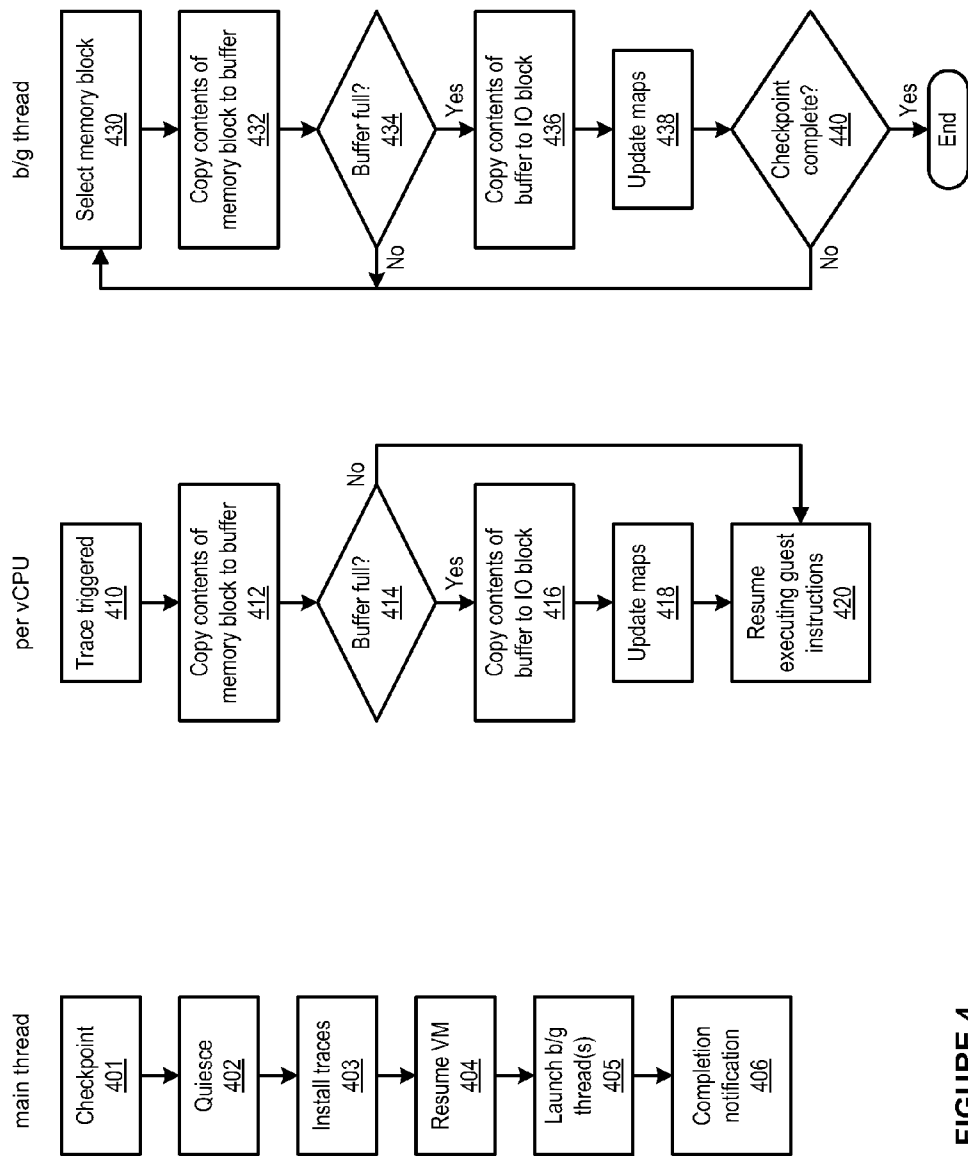 main thread
Checkpoint
401
Quiesce
402
Install traces
403
Resume VM
404
Launch b/g
thread(s)
405
Completion
notification
406
per vCPU
Trace triggered
410
Copy contents of
memory block to buffer
412
Buffer full?
414
No
Yes
Copy contents of
buffer to IO block
416
Update maps
418
Resume
executing guest
instructions
420
b/g thread
Select memory block
430
Copy contents of
memory block to buffer
432
Buffer full?
434
No
Yes
Copy contents of
buffer to IO block
436
Update maps
438
Checkpoint
complete?
440
No
Yes
End
FIGURE 4